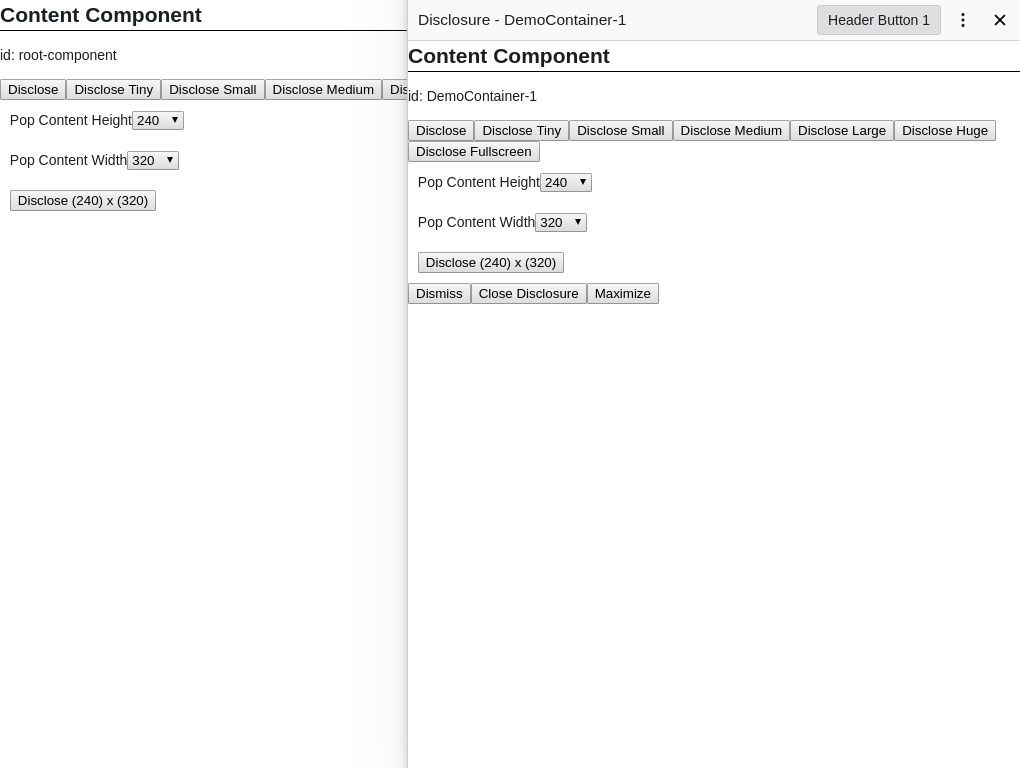 Content Component
id: root-component
Disclose Disclose Tiny Disclose Small Disclose Medium Dis
Pop Content Height 240
Pop Content Width 320
Disclose (240) x (320)
Disclosure - DemoContainer-1 Header Button 1
Content Component
id: DemoContainer-1
Disclose Disclose Tiny Disclose Small Disclose Medium Disclose Large Disclose Huge
Disclose Fullscreen
Pop Content Height 240
Pop Content Width 320
Disclose (240) x (320)
Dismiss Close Disclosure Maximize